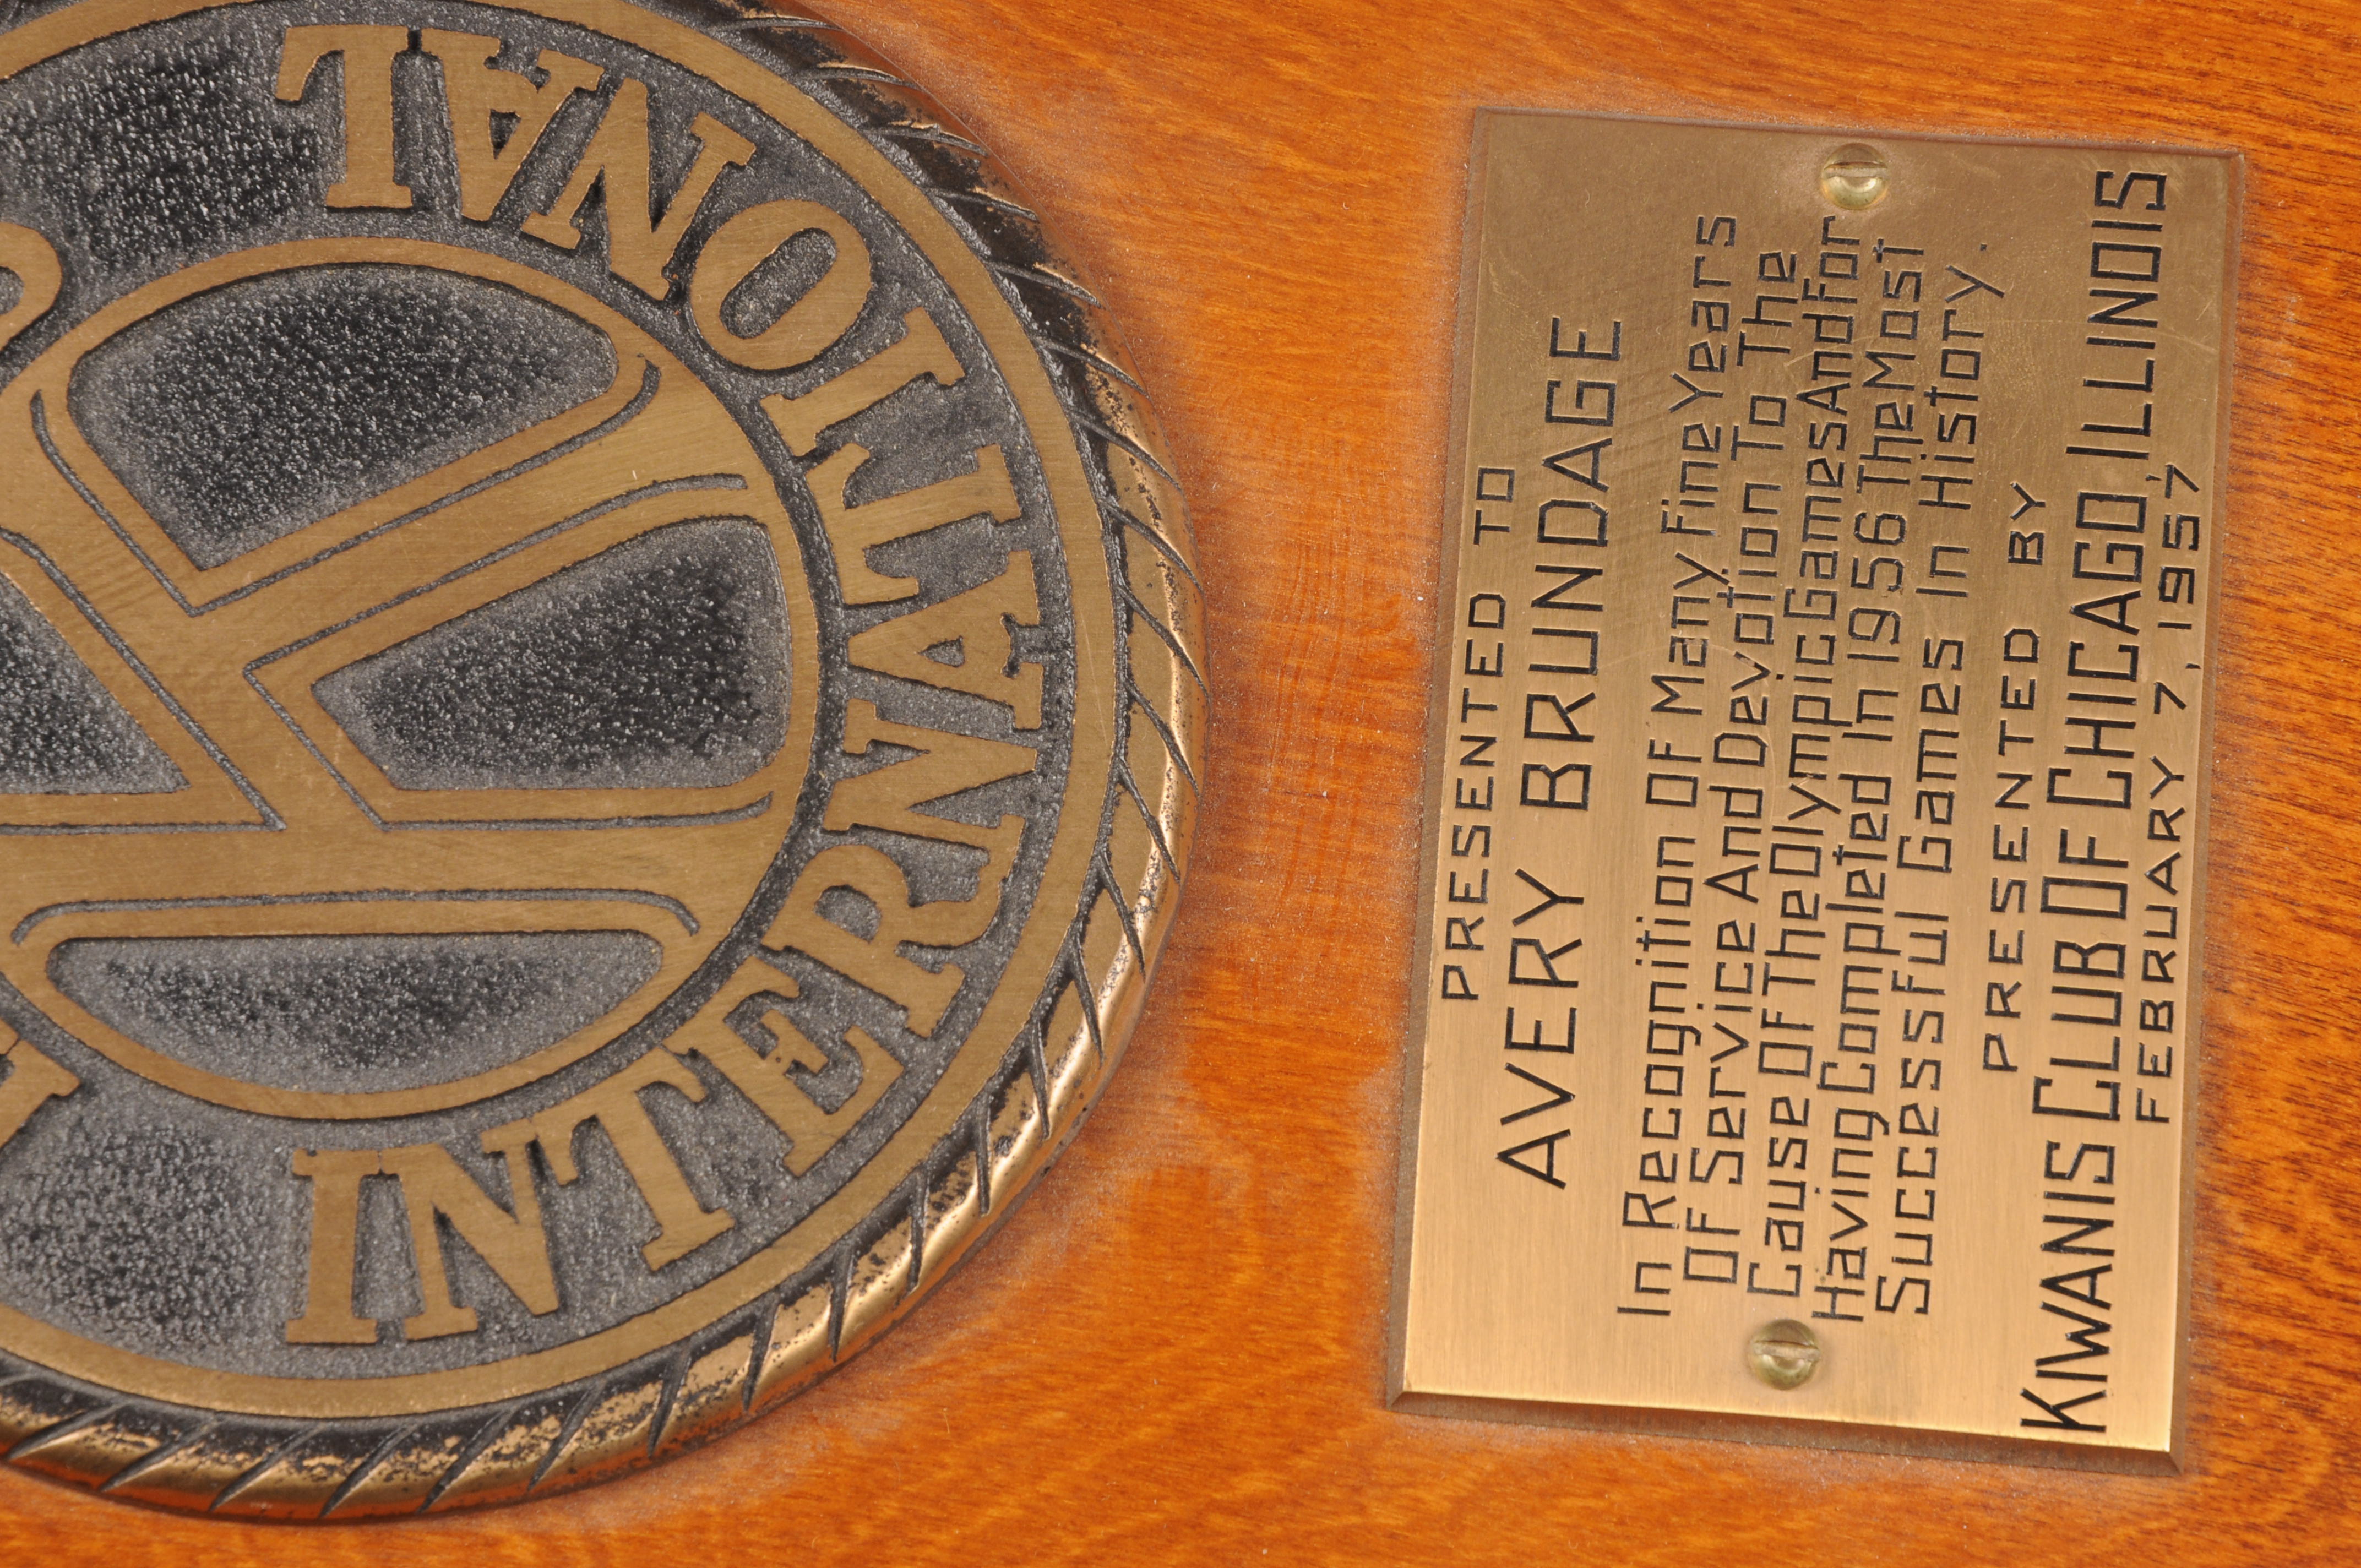 INTERNATIONAL
PRESENTED TO
AVERY BRUNDAGE
In Recognition Of Many Fine Years
Of Service And Devotion To The
Cause Of The Olympic Games And For
Having Completed In 1956 The Most
Successful Games In History.
PRESENTED BY
KIWANIS CLUB OF CHICAGO, ILLINOIS
FEBRUARY 7, 1957